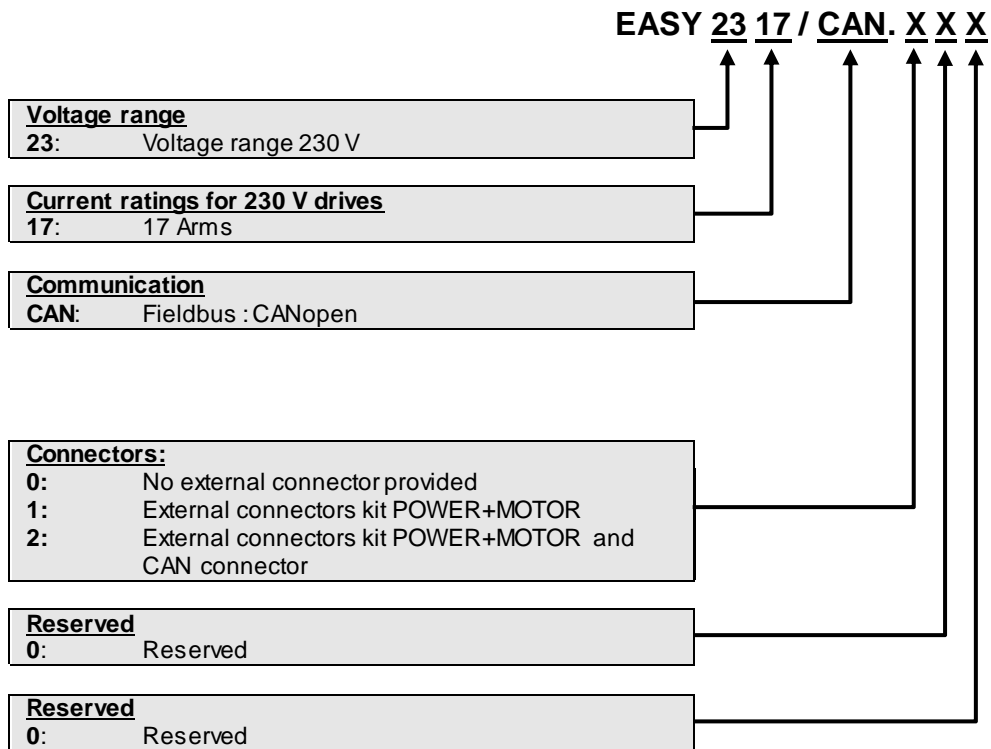 EASY 23 17 / CAN. X X X
Voltage range
23: Voltage range 230 V
Current ratings for 230 V drives
17: 17 Arms
Communication
CAN: Fieldbus : CANopen
Connectors:
0: No external connector provided
1: External connectors kit POWER+MOTOR
2: External connectors kit POWER+MOTOR and
CAN connector
Reserved
0: Reserved
Reserved
0: Reserved